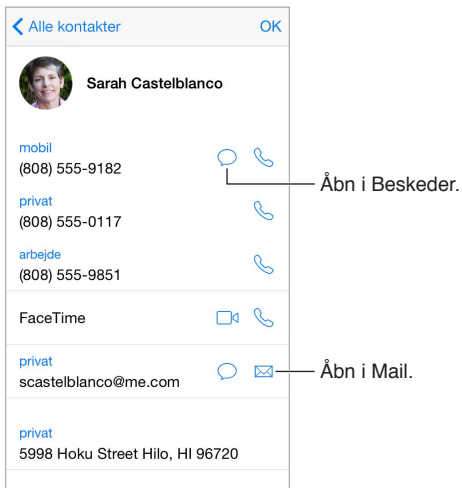 Alle kontakter OK
Sarah Castelblanco
mobil
(808) 555-9182
Åbn i Beskeder.
privat
(808) 555-0117
arbejde
(808) 555-9851
FaceTime
privat
scastelblanco@me.com
Åbn i Mail.
privat
5998 Hoku Street Hilo, HI 96720